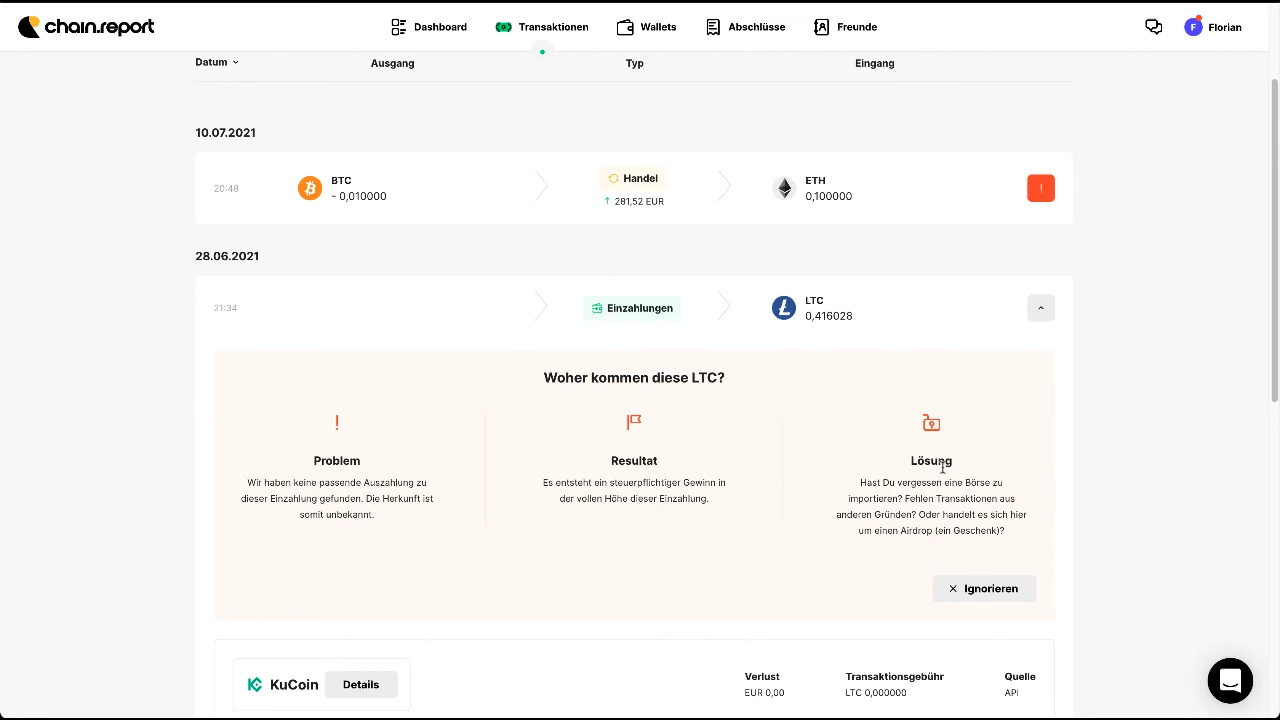 chain.report
Dashboard
Transaktionen
Wallets
Abschlüsse
Freunde
F
Florian
Datum
Ausgang
Typ
Eingang
10.07.2021
20:48
BTC
- 0,010000
Handel
↑ 281,52 EUR
ETH
0,100000
!
28.06.2021
21:34
Einzahlungen
LTC
0,416028
Woher kommen diese LTC?
!
Problem
Wir haben keine passende Auszahlung zu
dieser Einzahlung gefunden. Die Herkunft ist
somit unbekannt.
Resultat
Es entsteht ein steuerpflichtiger Gewinn in
der vollen Höhe dieser Einzahlung.
Lösung
Hast Du vergessen eine Börse zu
importieren? Fehlen Transaktionen aus
anderen Gründen? Oder handelt es sich hier
um einen Airdrop (ein Geschenk)?
Ignorieren
KuCoin
Details
Verlust
EUR 0,00
Transaktionsgebühr
LTC 0,000000
Quelle
API